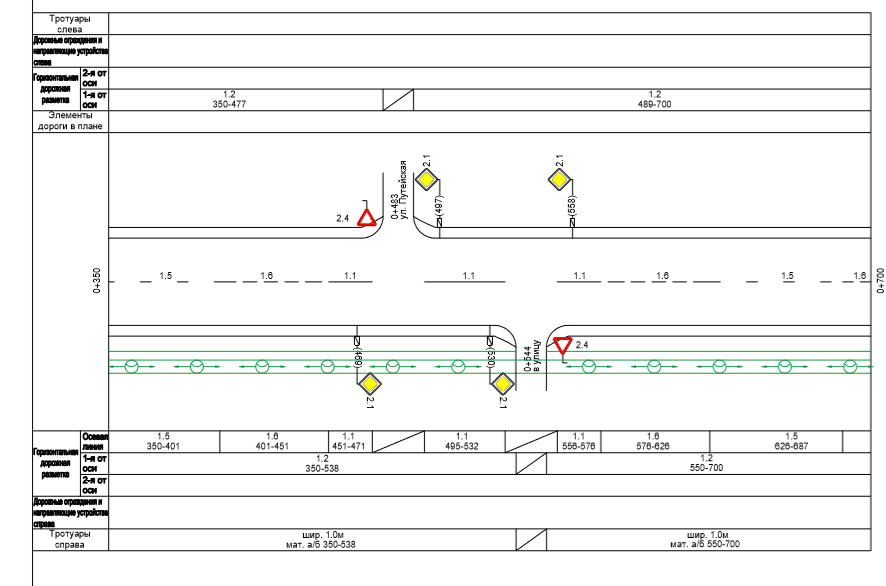 Тротуары
слева
Дорожные ограждения и
направляющие устройства
слева
Горизонтальная
дорожная
разметка
2-я от
оси
1-я от
оси
1.2
350-477
1.2
489-700
Элементы
дороги в плане
0+350
0+483
ул. Путейская
2.1
(497)
2.1
(558)
2.4
1.5
1.6
1.1
1.1
1.1
1.6
1.5
1.6
0+700
(469)
2.1
(530)
2.1
0+544
в улицу
2.4
Горизонтальная
дорожная
разметка
Осевая
линия
1.5
350-401
1.6
401-451
1.1
451-471
1.1
495-532
1.1
556-576
1.6
576-626
1.5
626-687
1-я от
оси
1.2
350-538
1.2
550-700
2-я от
оси
Дорожные ограждения и
направляющие устройства
справа
Тротуары
справа
шир. 1.0м
мат. а/б 350-538
шир. 1.0м
мат. а/б 550-700